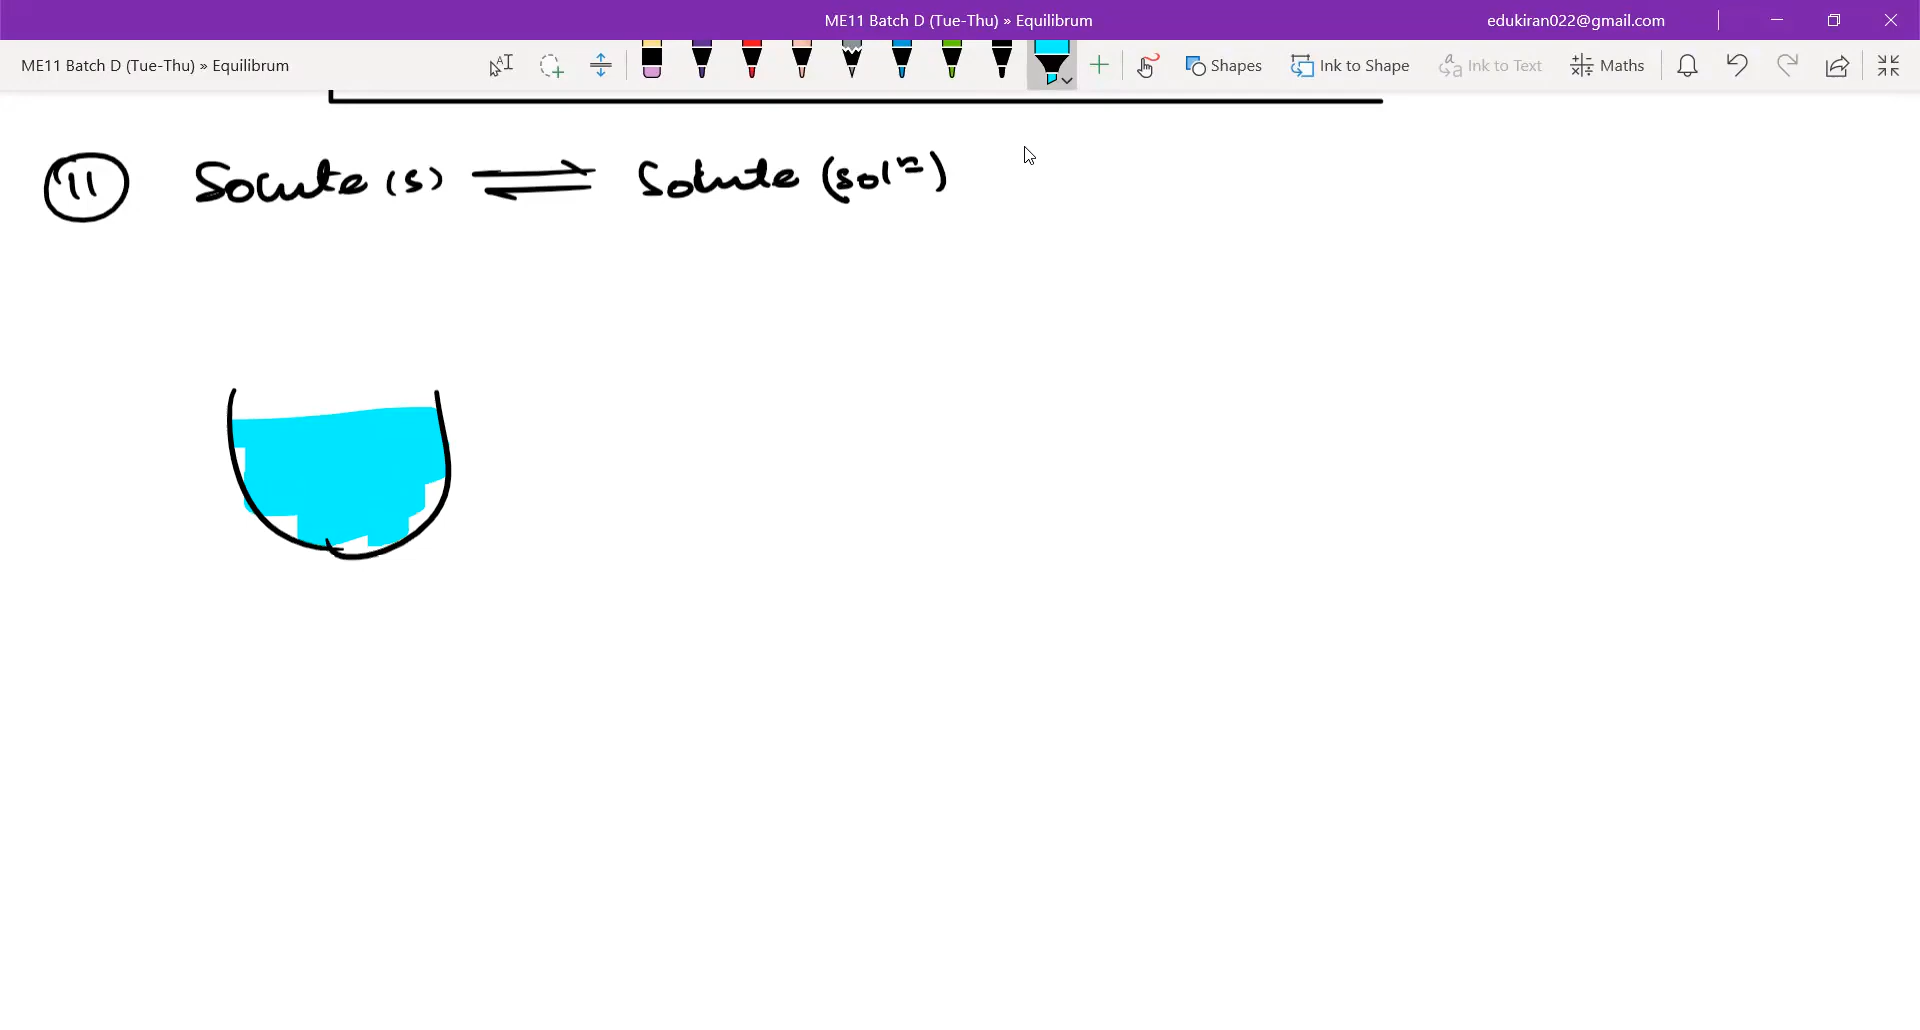 ME11 Batch D (Tue-Thu) » Equilibrum
edukiran022@gmail.com
ME11 Batch D (Tue-Thu) » Equilibrum
Shapes
Ink to Shape
Ink to Text
Maths
11 Solute (s) ⇌ Solute (solⁿ)